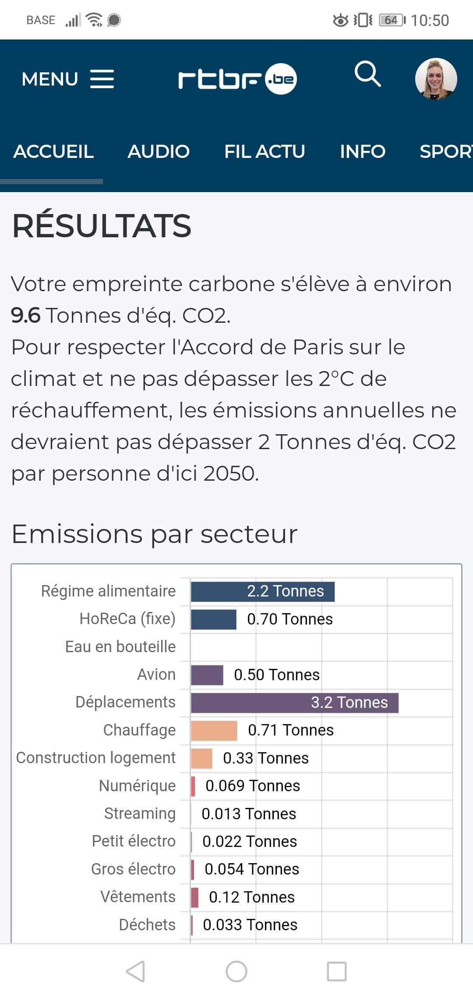 BASE 64 10:50
MENU rtbf .be
ACCUEIL AUDIO FIL ACTU INFO SPORT
RÉSULTATS
Votre empreinte carbone s'élève à environ
9.6 Tonnes d'éq. CO2.
Pour respecter l'Accord de Paris sur le
climat et ne pas dépasser les 2°C de
réchauffement, les émissions annuelles ne
devraient pas dépasser 2 Tonnes d'éq. CO2
par personne d'ici 2050.
Emissions par secteur
Régime alimentaire 2.2 Tonnes
HoReCa (fixe) 0.70 Tonnes
Eau en bouteille
Avion 0.50 Tonnes
Déplacements 3.2 Tonnes
Chauffage 0.71 Tonnes
Construction logement 0.33 Tonnes
Numérique 0.069 Tonnes
Streaming 0.013 Tonnes
Petit électro 0.022 Tonnes
Gros électro 0.054 Tonnes
Vêtements 0.12 Tonnes
Déchets 0.033 Tonnes